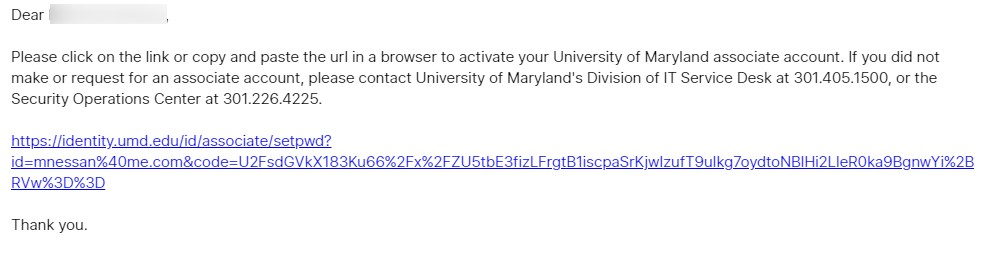 Dear ,
Please click on the link or copy and paste the url in a browser to activate your University of Maryland associate account. If you did not
make or request for an associate account, please contact University of Maryland's Division of IT Service Desk at 301.405.1500, or the
Security Operations Center at 301.226.4225.
https://identity.umd.edu/id/associate/setpwd?
id=mnessan%40me.com&code=U2FsdGVkX183Ku66%2Fx%2FZU5tbE3fizLFrgtB1iscpaSrKjwIzufT9ulkg7oydtoNBlHi2LleR0ka9BgnwYi%2B
RVw%3D%3D
Thank you.